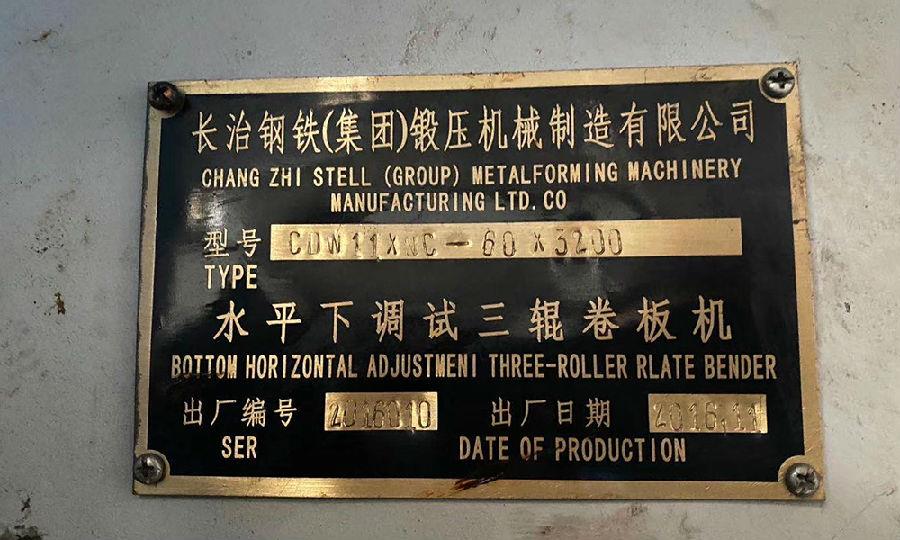 长治钢铁(集团)锻压机械制造有限公司
CHANG ZHI STELL (GROUP) METALFORMING MACHINERY
MANUFACTURING LTD.CO
型号 CDW11XNC-60X3200
TYPE
水平下调试三辊卷板机
BOTTOM HORIZONTAL ADJUSTMENI THREE-ROLLER RLATE BENDER
出厂编号 2016010 出厂日期 2016.11
SER DATE OF PRODUCTION